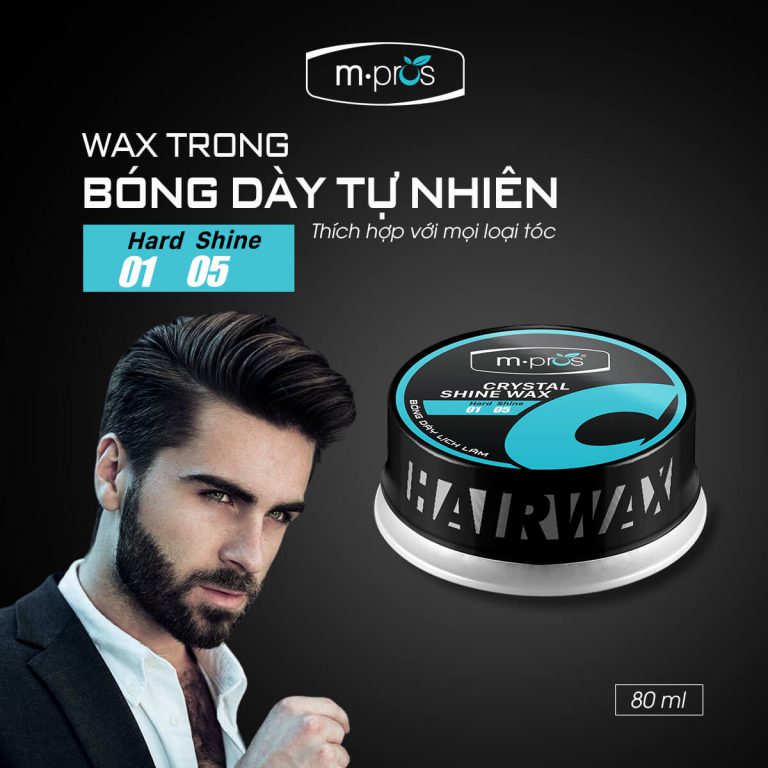 m·pros
WAX TRONG
BÓNG DÀY TỰ NHIÊN
Hard Shine
01 05
Thích hợp với mọi loại tóc
m·pros®
CRYSTAL
SHINE WAX
Hard Shine
01 05
BÓNG DÀY LỊCH LÃM
HAIRWAX
80 ml